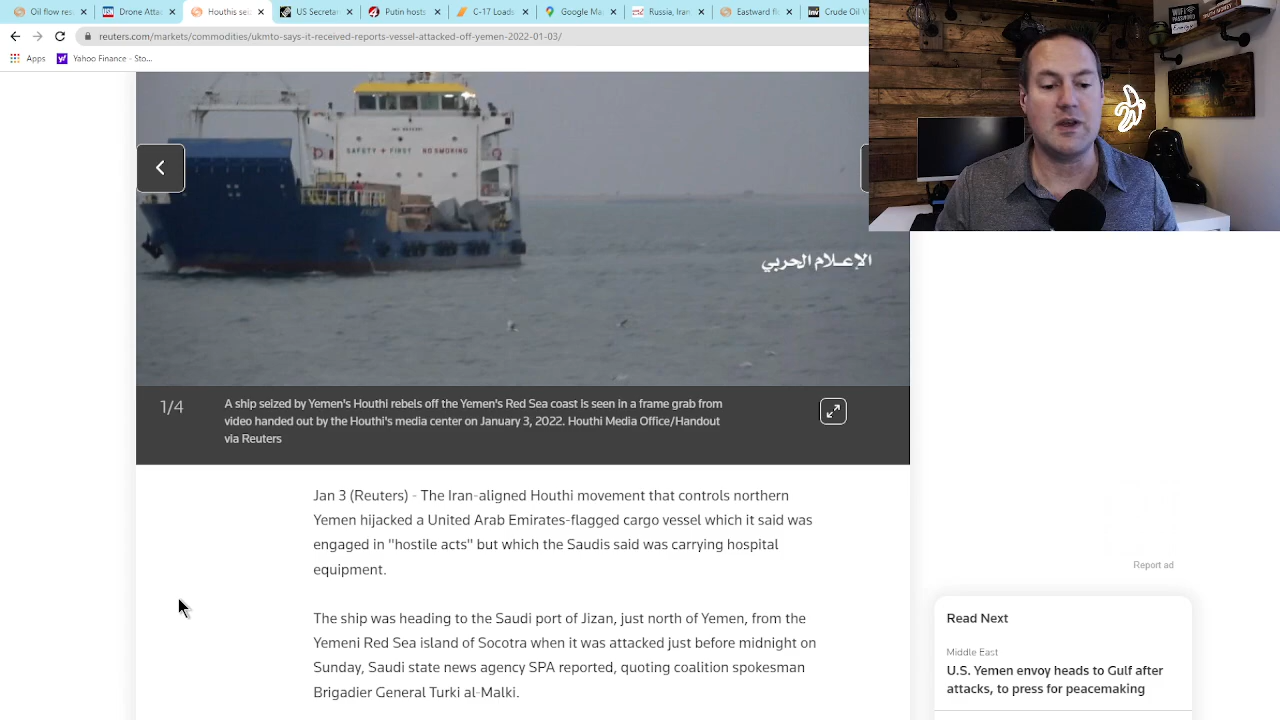 Oil flow res
Drone Attac
Houthis sei
US Secretar
Putin hosts
C-17 Loads
Google Ma
Russia, Iran
Eastward fl
Crude Oil W
reuters.com/markets/commodities/ukmto-says-it-received-reports-vessel-attacked-off-yemen-2022-01-03/
Apps
Yahoo Finance - Sto...
SAFETY + FIRST NO SMOKING
الإعلام الحربي
1/4
A ship seized by Yemen's Houthi rebels off the Yemen's Red Sea coast is seen in a frame grab from
video handed out by the Houthi's media center on January 3, 2022. Houthi Media Office/Handout
via Reuters
Jan 3 (Reuters) - The Iran-aligned Houthi movement that controls northern
Yemen hijacked a United Arab Emirates-flagged cargo vessel which it said was
engaged in "hostile acts" but which the Saudis said was carrying hospital
equipment.
The ship was heading to the Saudi port of Jizan, just north of Yemen, from the
Yemeni Red Sea island of Socotra when it was attacked just before midnight on
Sunday, Saudi state news agency SPA reported, quoting coalition spokesman
Brigadier General Turki al-Malki.
Report ad
Read Next
Middle East
U.S. Yemen envoy heads to Gulf after
attacks, to press for peacemaking